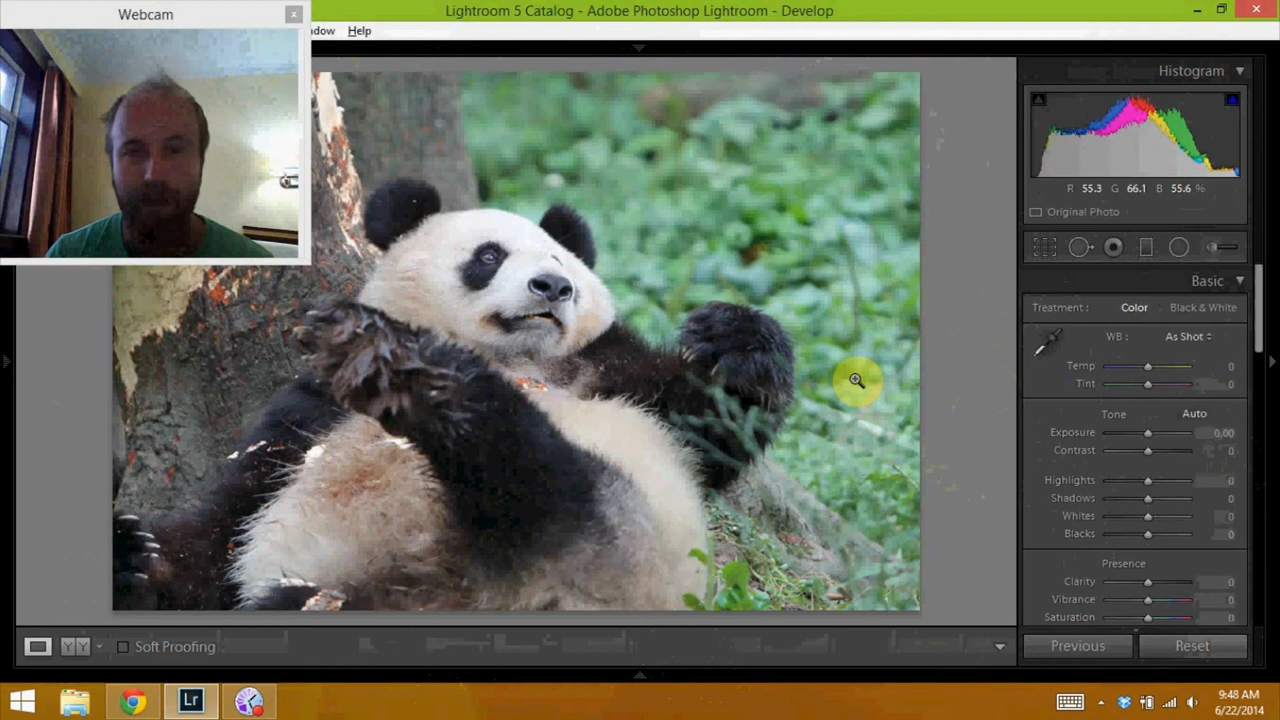 Webcam
x
Lightroom 5 Catalog - Adobe Photoshop Lightroom - Develop
ndow Help
Histogram
R 55.3 G 66.1 B 55.6 %
Original Photo
Basic
Treatment : Color Black & White
WB : As Shot
Temp 0
Tint 0
Tone Auto
Exposure 0.00
Contrast 0
Highlights 0
Shadows 0
Whites 0
Blacks 0
Presence
Clarity 0
Vibrance 0
Saturation 0
Y Y Soft Proofing
Previous Reset
Lr
9:48 AM
6/22/2014